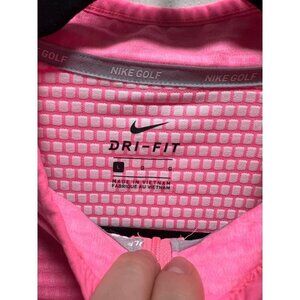 NIKE GOLF NIKE GOLF
DRI-FIT
L G G
MADE IN VIETNAM
FABRIQUÉ AU VIETNAM